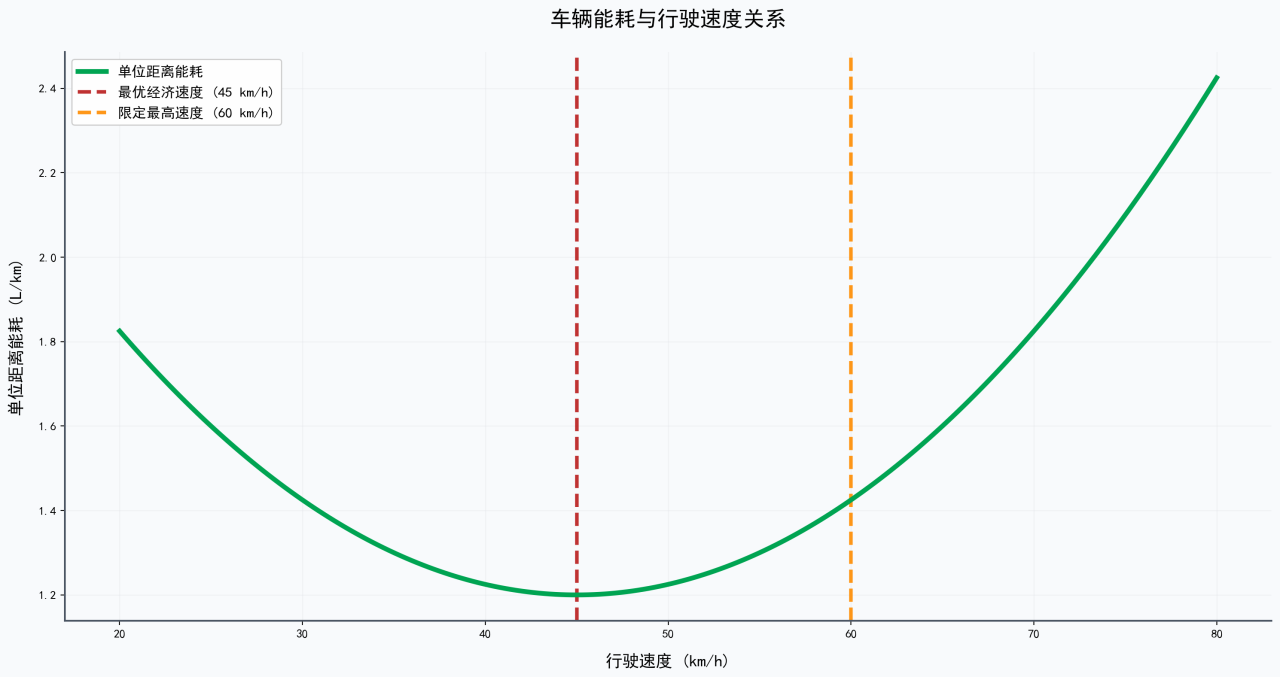 车辆能耗与行驶速度关系
单位距离能耗
最优经济速度 (45 km/h)
限定最高速度 (60 km/h)
单位距离能耗 (L/km)
2.4
2.2
2.0
1.8
1.6
1.4
1.2
20 30 40 50 60 70 80
行驶速度 (km/h)